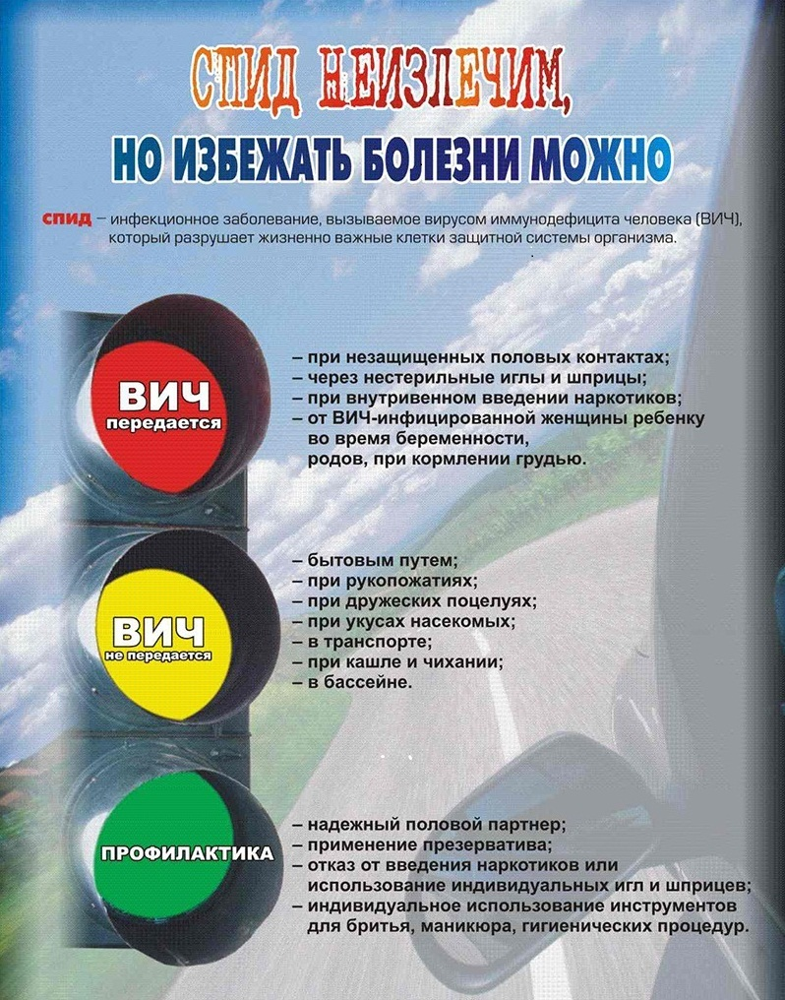 СПИД НЕИЗЛЕЧИМ,
НО ИЗБЕЖАТЬ БОЛЕЗНИ МОЖНО
СПИД – инфекционное заболевание, вызываемое вирусом иммунодефицита человека (ВИЧ),
который разрушает жизненно важные клетки защитной системы организма.
ВИЧ
передается
– при незащищенных половых контактах;
– через нестерильные иглы и шприцы;
– при внутривенном введении наркотиков;
– от ВИЧ-инфицированной женщины ребенку
во время беременности,
родов, при кормлении грудью.
ВИЧ
не передается
– бытовым путем;
– при рукопожатиях;
– при дружеских поцелуях;
– при укусах насекомых;
– в транспорте;
– при кашле и чихании;
– в бассейне.
ПРОФИЛАКТИКА
– надежный половой партнер;
– применение презерватива;
– отказ от введения наркотиков или
использование индивидуальных игл и шприцев;
– индивидуальное использование инструментов
для бритья, маникюра, гигиенических процедур.